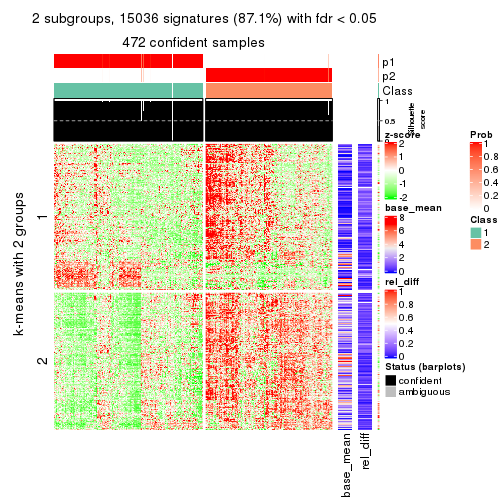 2 subgroups, 15036 signatures (87.1%) with fdr < 0.05
472 confident samples
p1
p2
Class
1
0.5
0
Silhouette
score
k-means with 2 groups
1
2
base_mean
rel_diff
z-score
2
1
0
-1
-2
base_mean
8
6
4
2
0
rel_diff
1
0.8
0.6
0.4
0.2
0
Status (barplots)
confident
ambiguous
Prob
1
0.8
0.6
0.4
0.2
0
Class
1
2